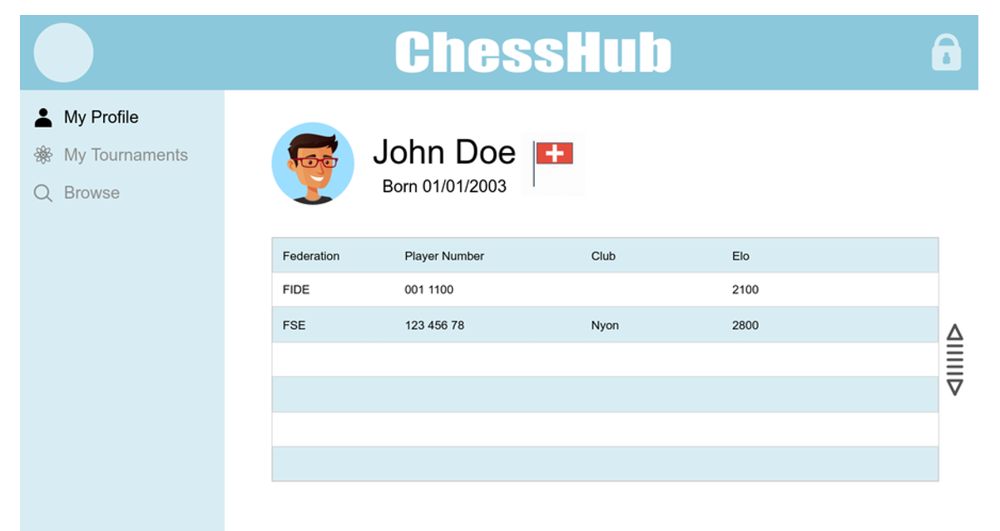 ChessHub
My Profile
My Tournaments
Browse
John Doe
Born 01/01/2003
Federation Player Number Club Elo
FIDE 001 1100 2100
FSE 123 456 78 Nyon 2800